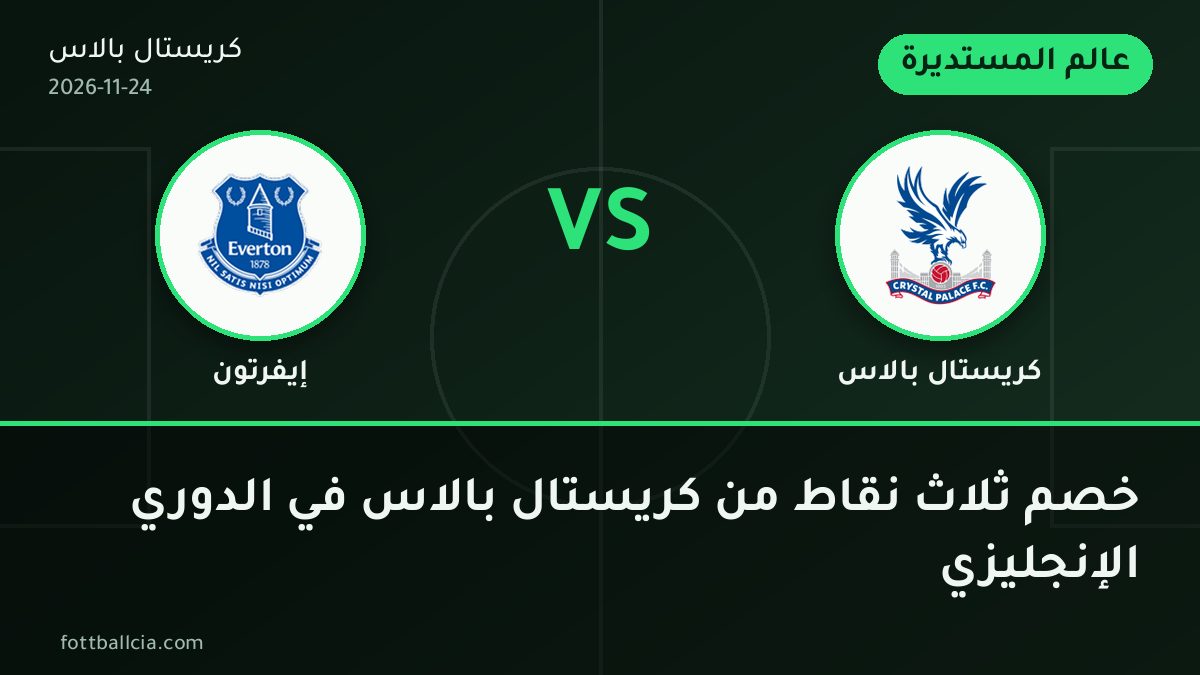 عالم المستديرة
كريستال بالاس
2026-11-24
Everton
1878
NIL SATIS NISI OPTIMUM
VS
CRYSTAL PALACE F.C.
كريستال بالاس
إيفرتون
خصم ثلاث نقاط من كريستال بالاس في الدوري
الإنجليزي
fottballcia.com